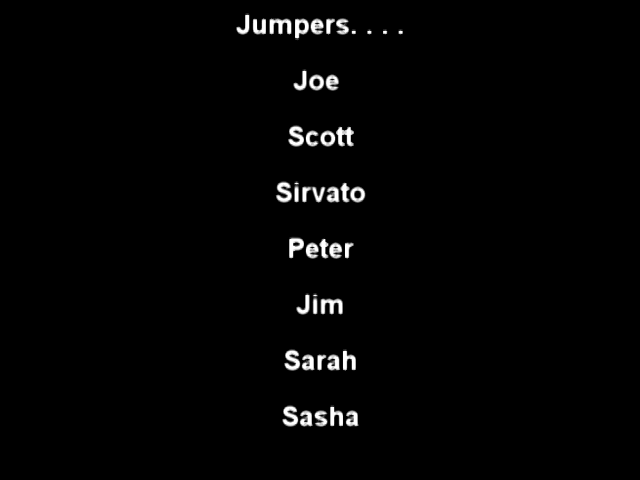 Jumpers. . . .
Joe
Scott
Sirvato
Peter
Jim
Sarah
Sasha